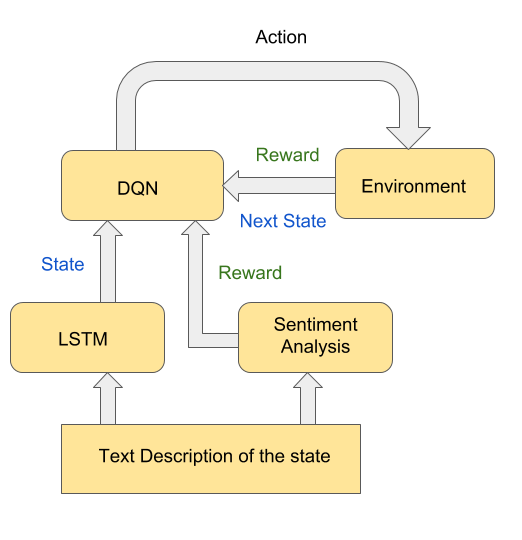 Action
Reward
DQN
Environment
Next State
State
Reward
LSTM
Sentiment
Analysis
Text Description of the state